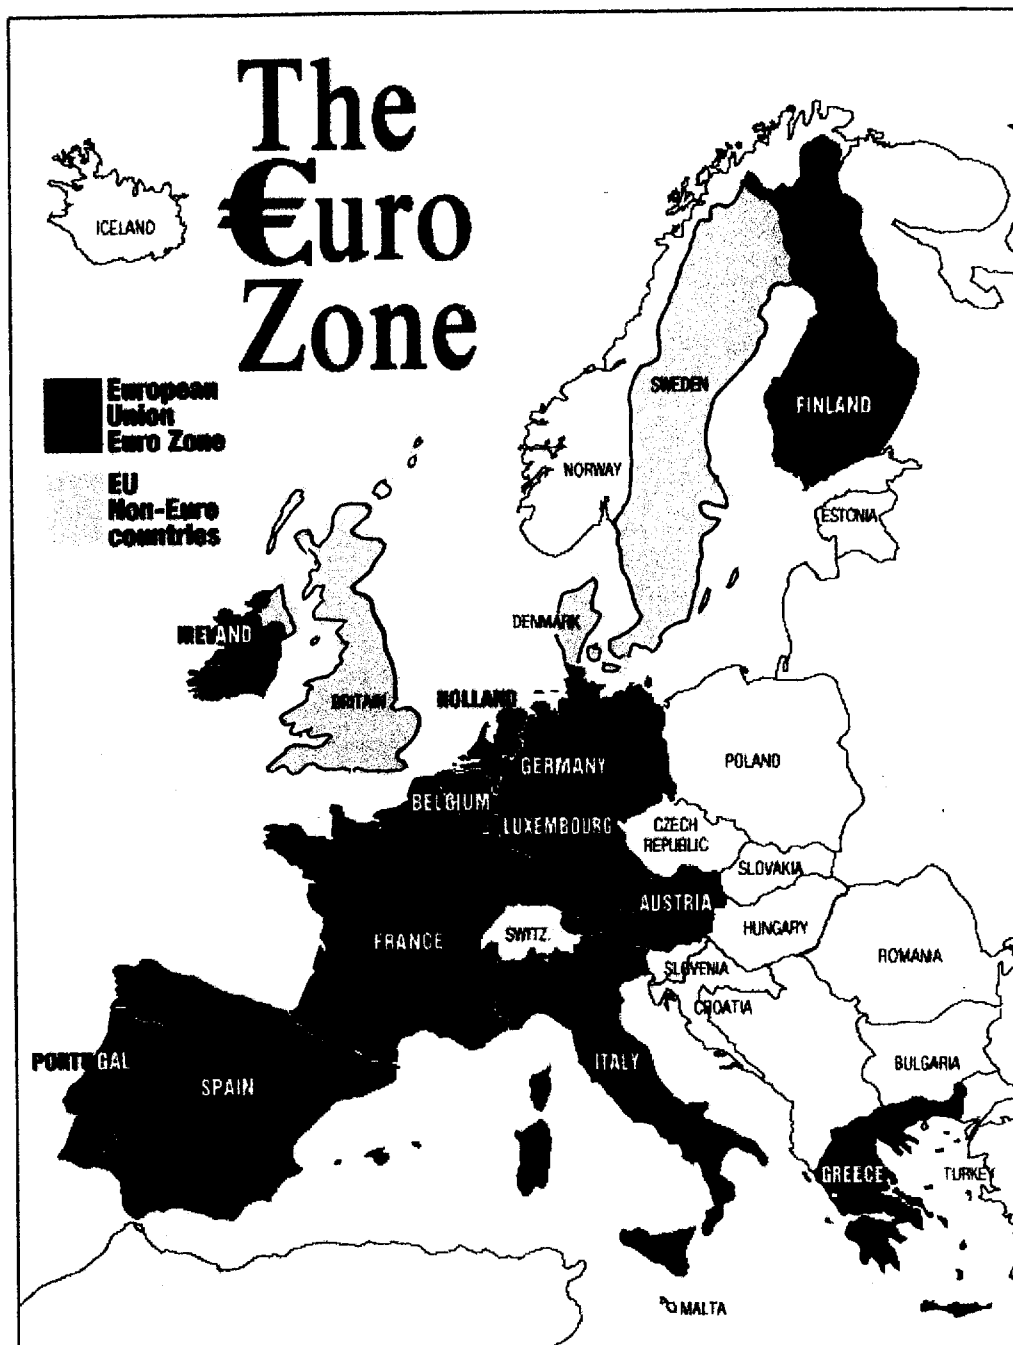 The
€uro
Zone
ICELAND
European
Union
Euro Zone
EU
Non-Euro
countries
SWEDEN
FINLAND
NORWAY
ESTONIA
IRELAND
DENMARK
BRITAIN
HOLLAND
GERMANY
POLAND
BELGIUM
LUXEMBOURG
CZECH
REPUBLIC
SLOVAKIA
AUSTRIA
HUNGARY
FRANCE
SWITZ.
ROMANIA
SLOVENIA
CROATIA
PORTUGAL
SPAIN
ITALY
BULGARIA
GREECE
TURKEY
MALTA